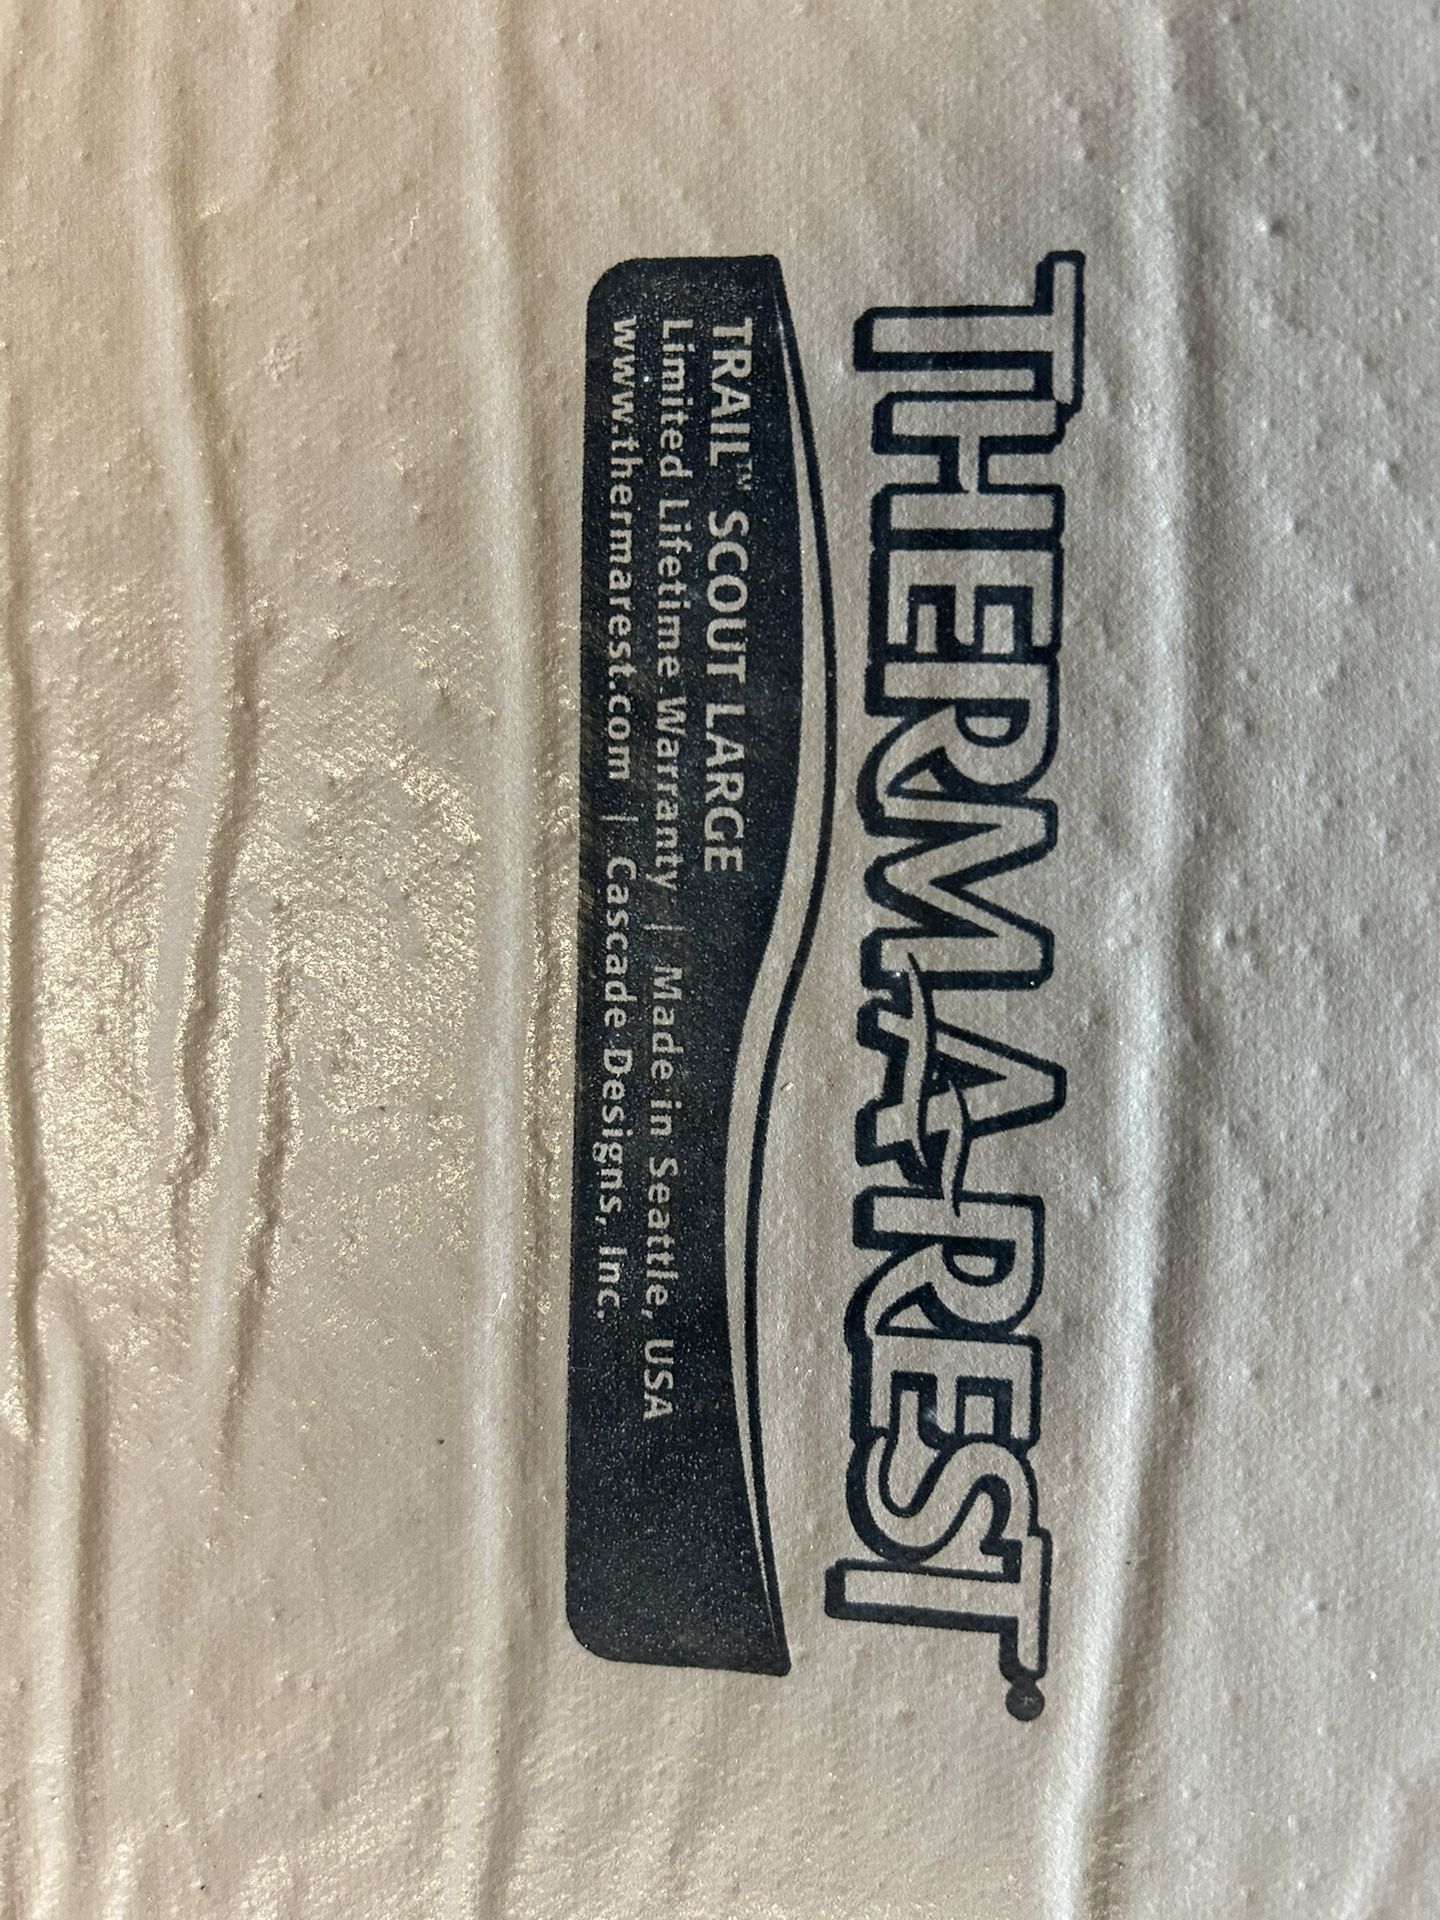 THERMAREST®
TRAIL™ SCOUT LARGE
Limited Lifetime Warranty | Made in Seattle, USA
www.thermarest.com | Cascade Designs, Inc.